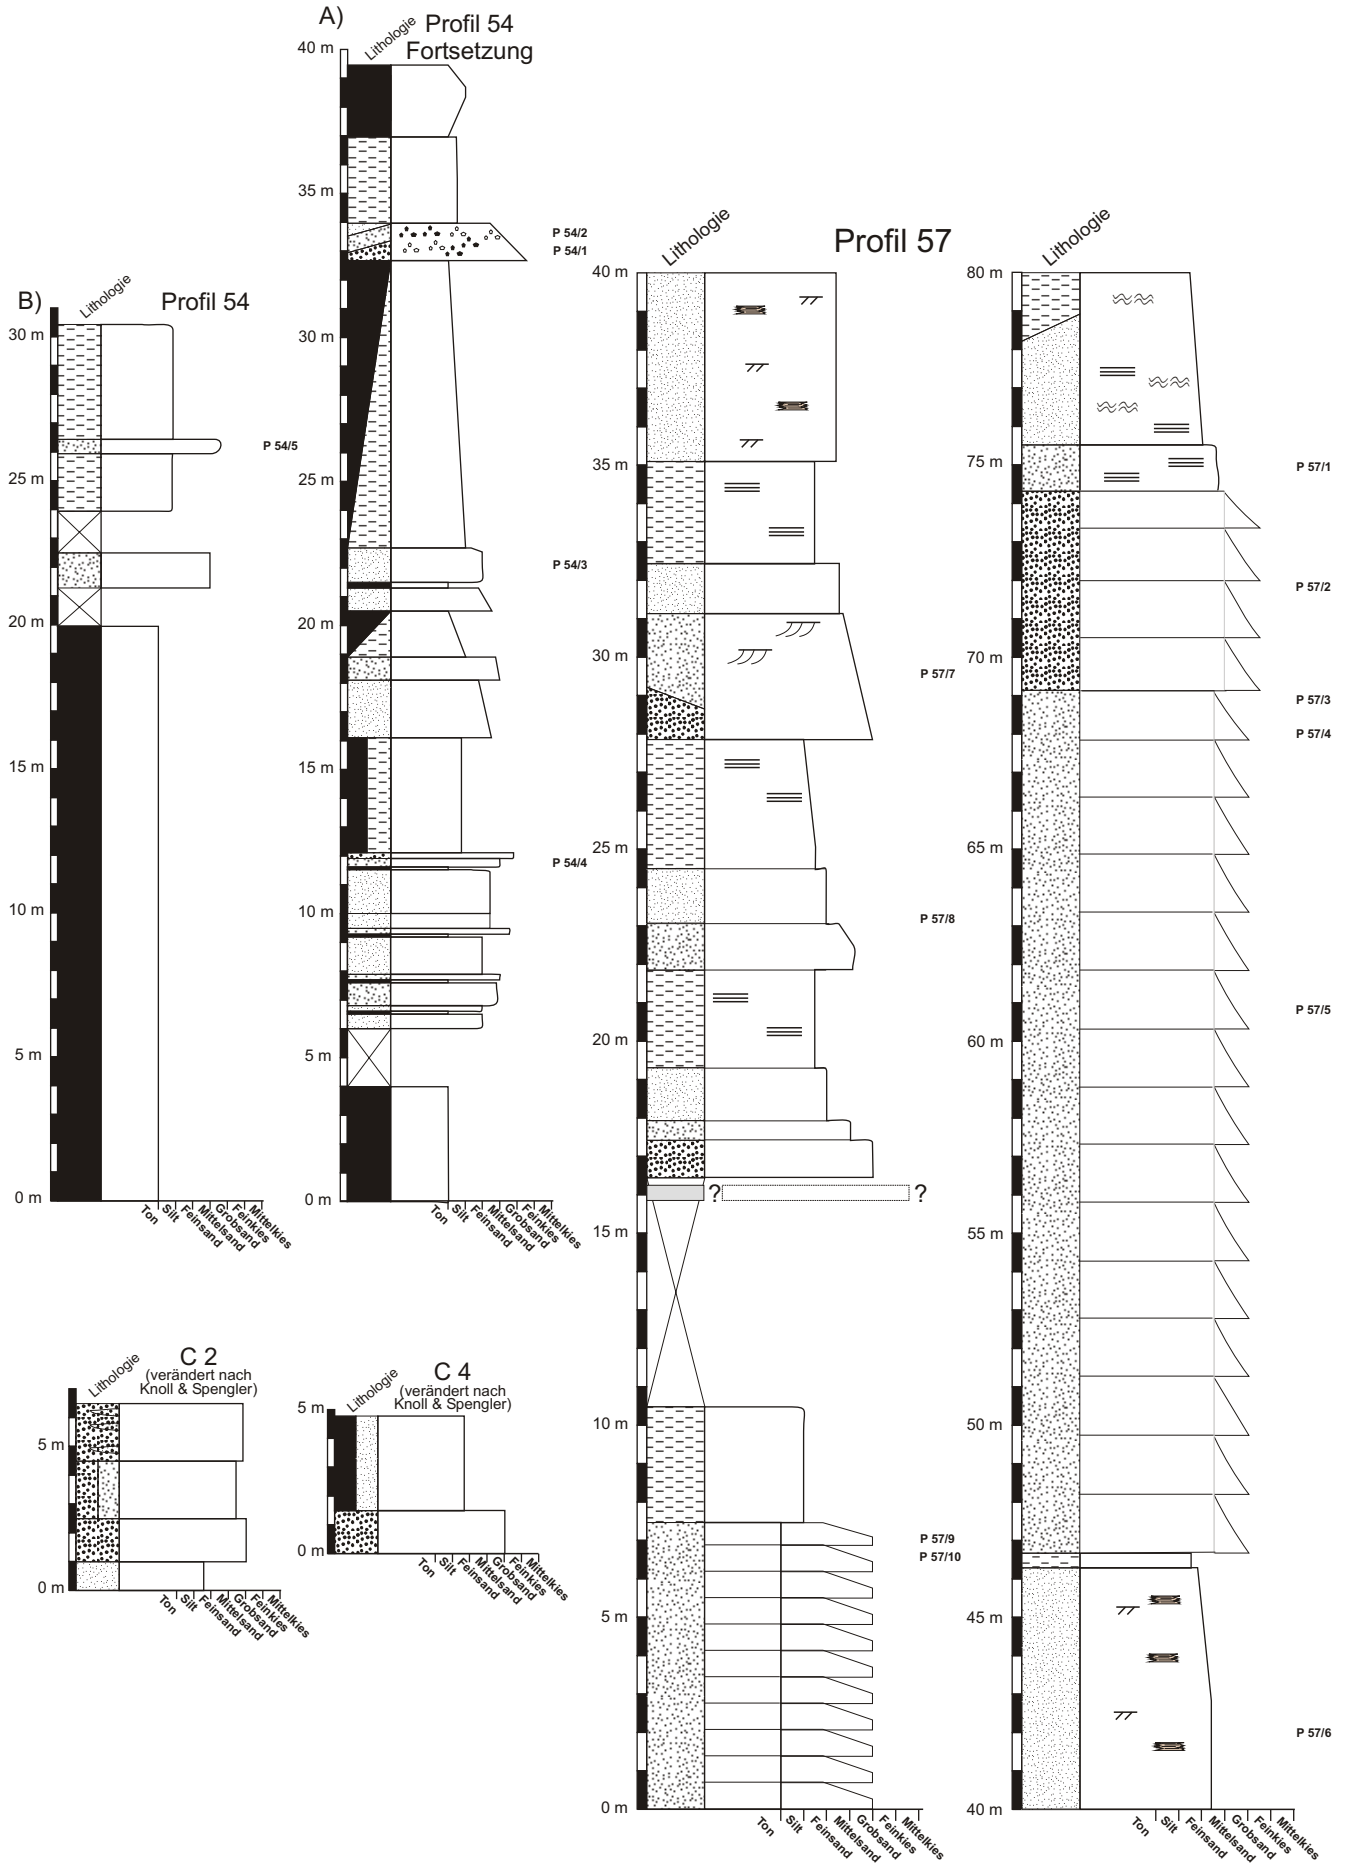 A)
Lithologie
Profil 54
Fortsetzung
40 m
35 m
30 m
25 m
20 m
15 m
10 m
5 m
0 m
P 54/2
P 54/1
P 54/3
P 54/4
Ton
Silt
Feinsand
Mittelsand
Grobsand
Feinkies
Mittelkies
B)
Lithologie
Profil 54
30 m
25 m
20 m
15 m
10 m
5 m
0 m
P 54/5
Ton
Silt
Feinsand
Mittelsand
Grobsand
Feinkies
Mittelkies
C 2
(verändert nach
Knoll & Spengler)
Lithologie
5 m
0 m
Ton
Silt
Feinsand
Mittelsand
Grobsand
Feinkies
Mittelkies
C 4
(verändert nach
Knoll & Spengler)
Lithologie
5 m
0 m
Ton
Silt
Feinsand
Mittelsand
Grobsand
Feinkies
Mittelkies
Profil 57
Lithologie
40 m
35 m
30 m
25 m
20 m
15 m
10 m
5 m
0 m
P 57/7
P 57/8
? ?
P 57/9
P 57/10
Ton
Silt
Feinsand
Mittelsand
Grobsand
Feinkies
Mittelkies
Lithologie
80 m
75 m
70 m
65 m
60 m
55 m
50 m
45 m
40 m
P 57/1
P 57/2
P 57/3
P 57/4
P 57/5
P 57/6
Ton
Silt
Feinsand
Mittelsand
Grobsand
Feinkies
Mittelkies